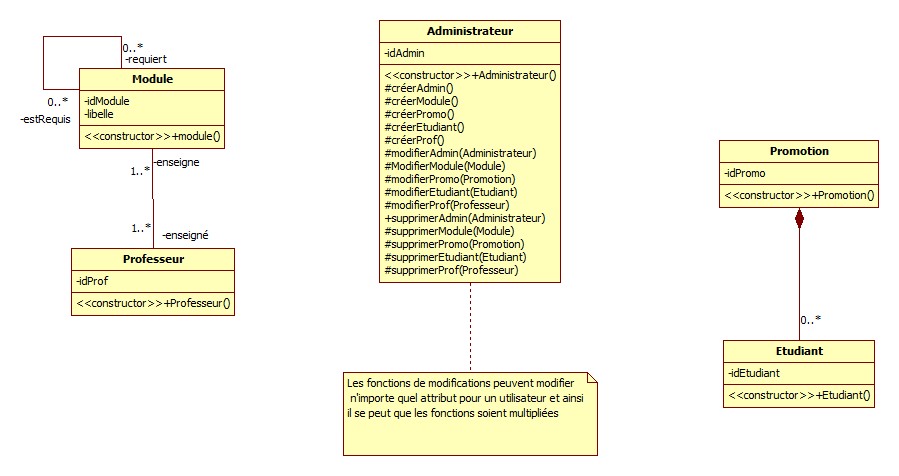 0..*
-requiert
Module
-idModule
-libelle
<<constructor>>+module()
0..*
-estRequis
-enseigne
1..*
1..*
-enseigné
Professeur
-idProf
<<constructor>>+Professeur()
Administrateur
-idAdmin
<<constructor>>+Administrateur()
#créerAdmin()
#créerModule()
#créerPromo()
#créerEtudiant()
#créerProf()
#modifierAdmin(Administrateur)
#ModifierModule(Module)
#modifierPromo(Promotion)
#modifierEtudiant(Etudiant)
#modifierProf(Professeur)
+supprimerAdmin(Administrateur)
#supprimerModule(Module)
#supprimerPromo(Promotion)
#supprimerEtudiant(Etudiant)
#supprimerProf(Professeur)
Les fonctions de modifications peuvent modifier
n'importe quel attribut pour un utilisateur et ainsi
il se peut que les fonctions soient multipliées
Promotion
-idPromo
<<constructor>>+Promotion()
0..*
Etudiant
-idEtudiant
<<constructor>>+Etudiant()